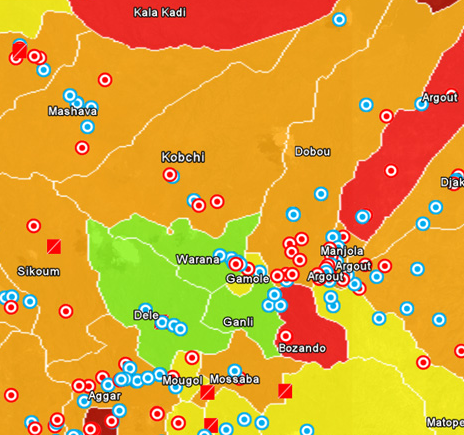 Kala Kadi
Argout
Mashava
Dobou
Kobchi
Djak
Manjola
Warana
Argout
Sikoum
Gamole
Argout
Dele
Ganli
Bozando
Mougol
Mossaba
Aggar
Matope